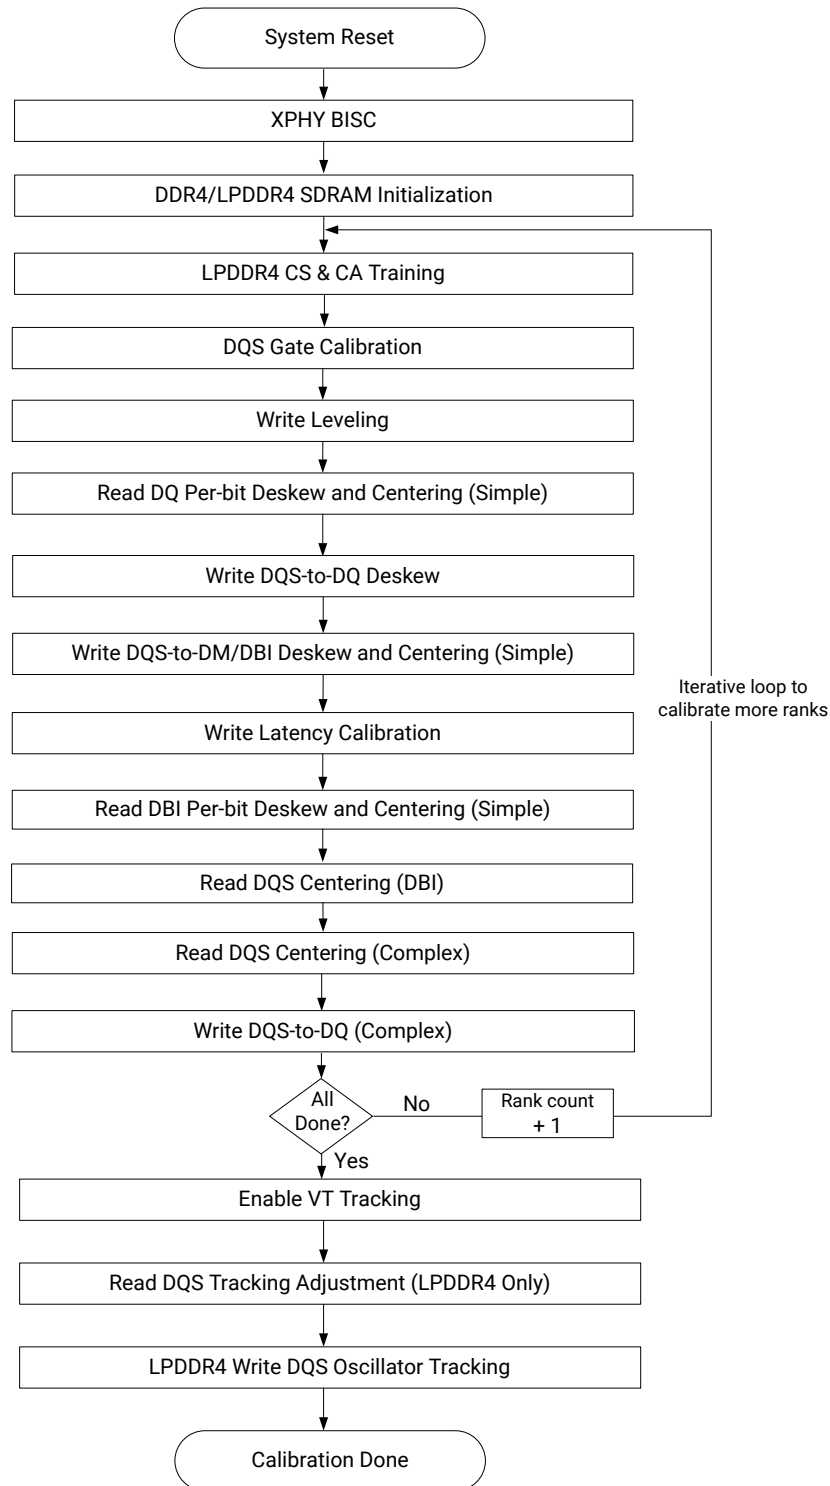 System Reset
XPHY BISC
DDR4/LPDDR4 SDRAM Initialization
LPDDR4 CS & CA Training
DQS Gate Calibration
Write Leveling
Read DQ Per-bit Deskew and Centering (Simple)
Write DQS-to-DQ Deskew
Write DQS-to-DM/DBI Deskew and Centering (Simple)
Iterative loop to
calibrate more ranks
Write Latency Calibration
Read DBI Per-bit Deskew and Centering (Simple)
Read DQS Centering (DBI)
Read DQS Centering (Complex)
Write DQS-to-DQ (Complex)
All
Done?
No
Rank count
+ 1
Yes
Enable VT Tracking
Read DQS Tracking Adjustment (LPDDR4 Only)
LPDDR4 Write DQS Oscillator Tracking
Calibration Done